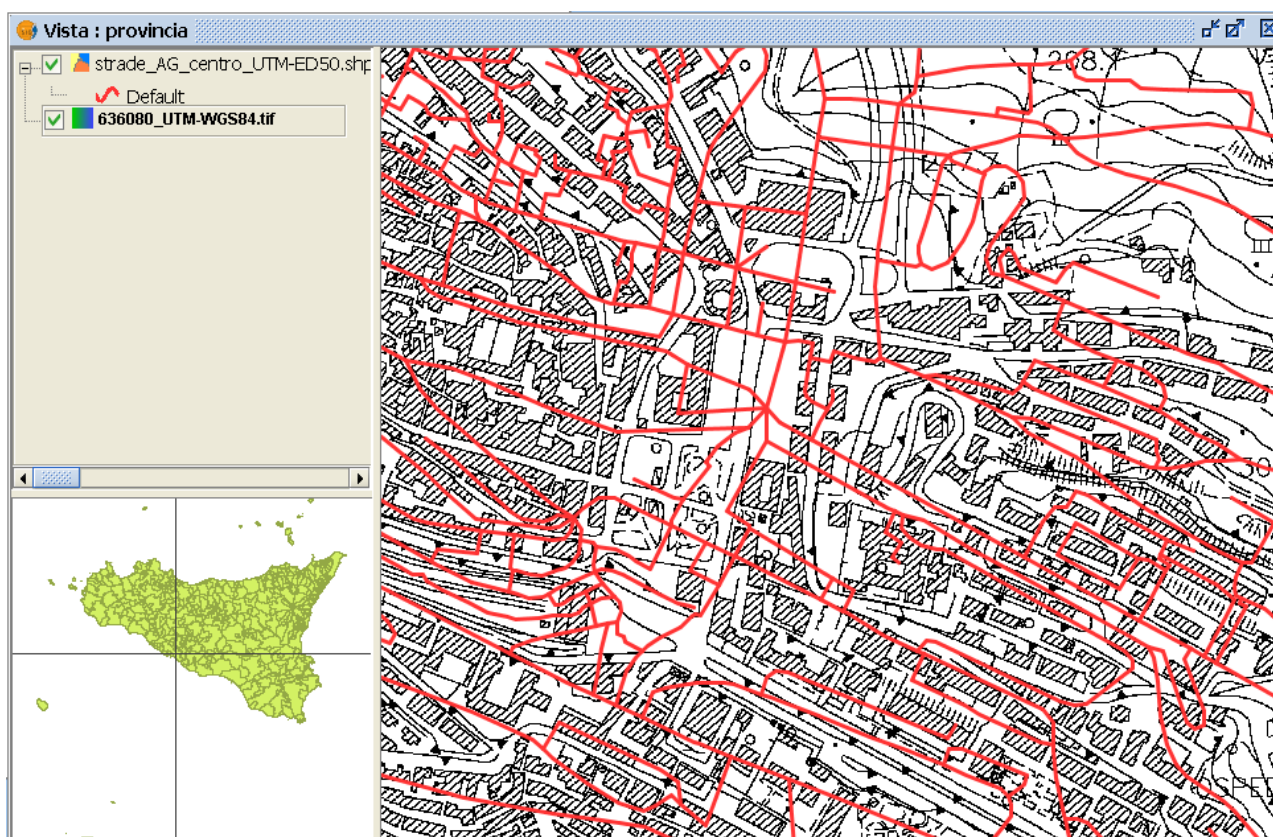 Vista : provincia
strade_AG_centro_UTM-ED50.shp
Default
636080_UTM-WGS84.tif